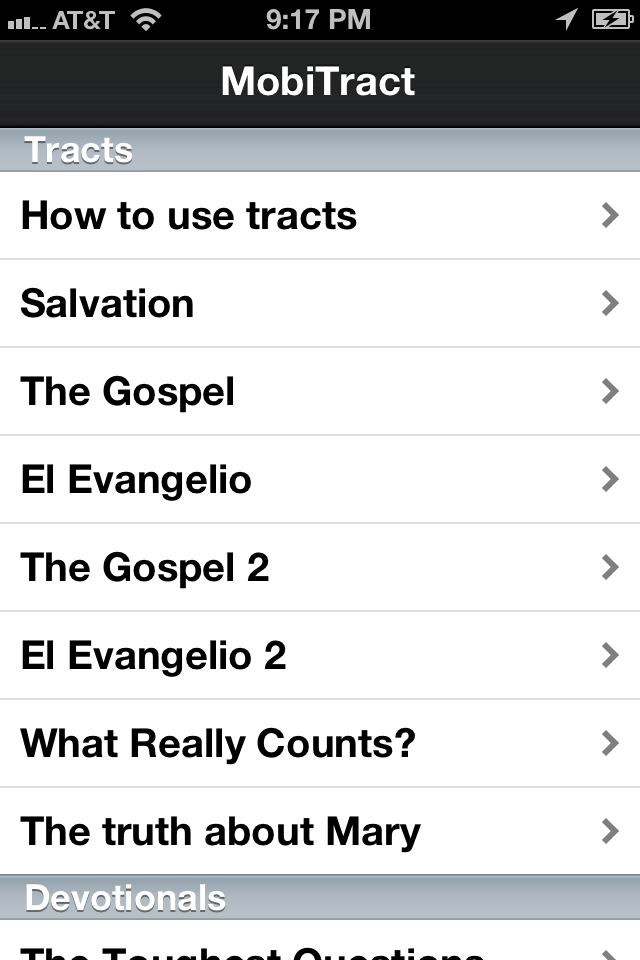 AT&T 9:17 PM
MobiTract
Tracts
How to use tracts
Salvation
The Gospel
El Evangelio
The Gospel 2
El Evangelio 2
What Really Counts?
The truth about Mary
Devotionals
The Toughest Questions